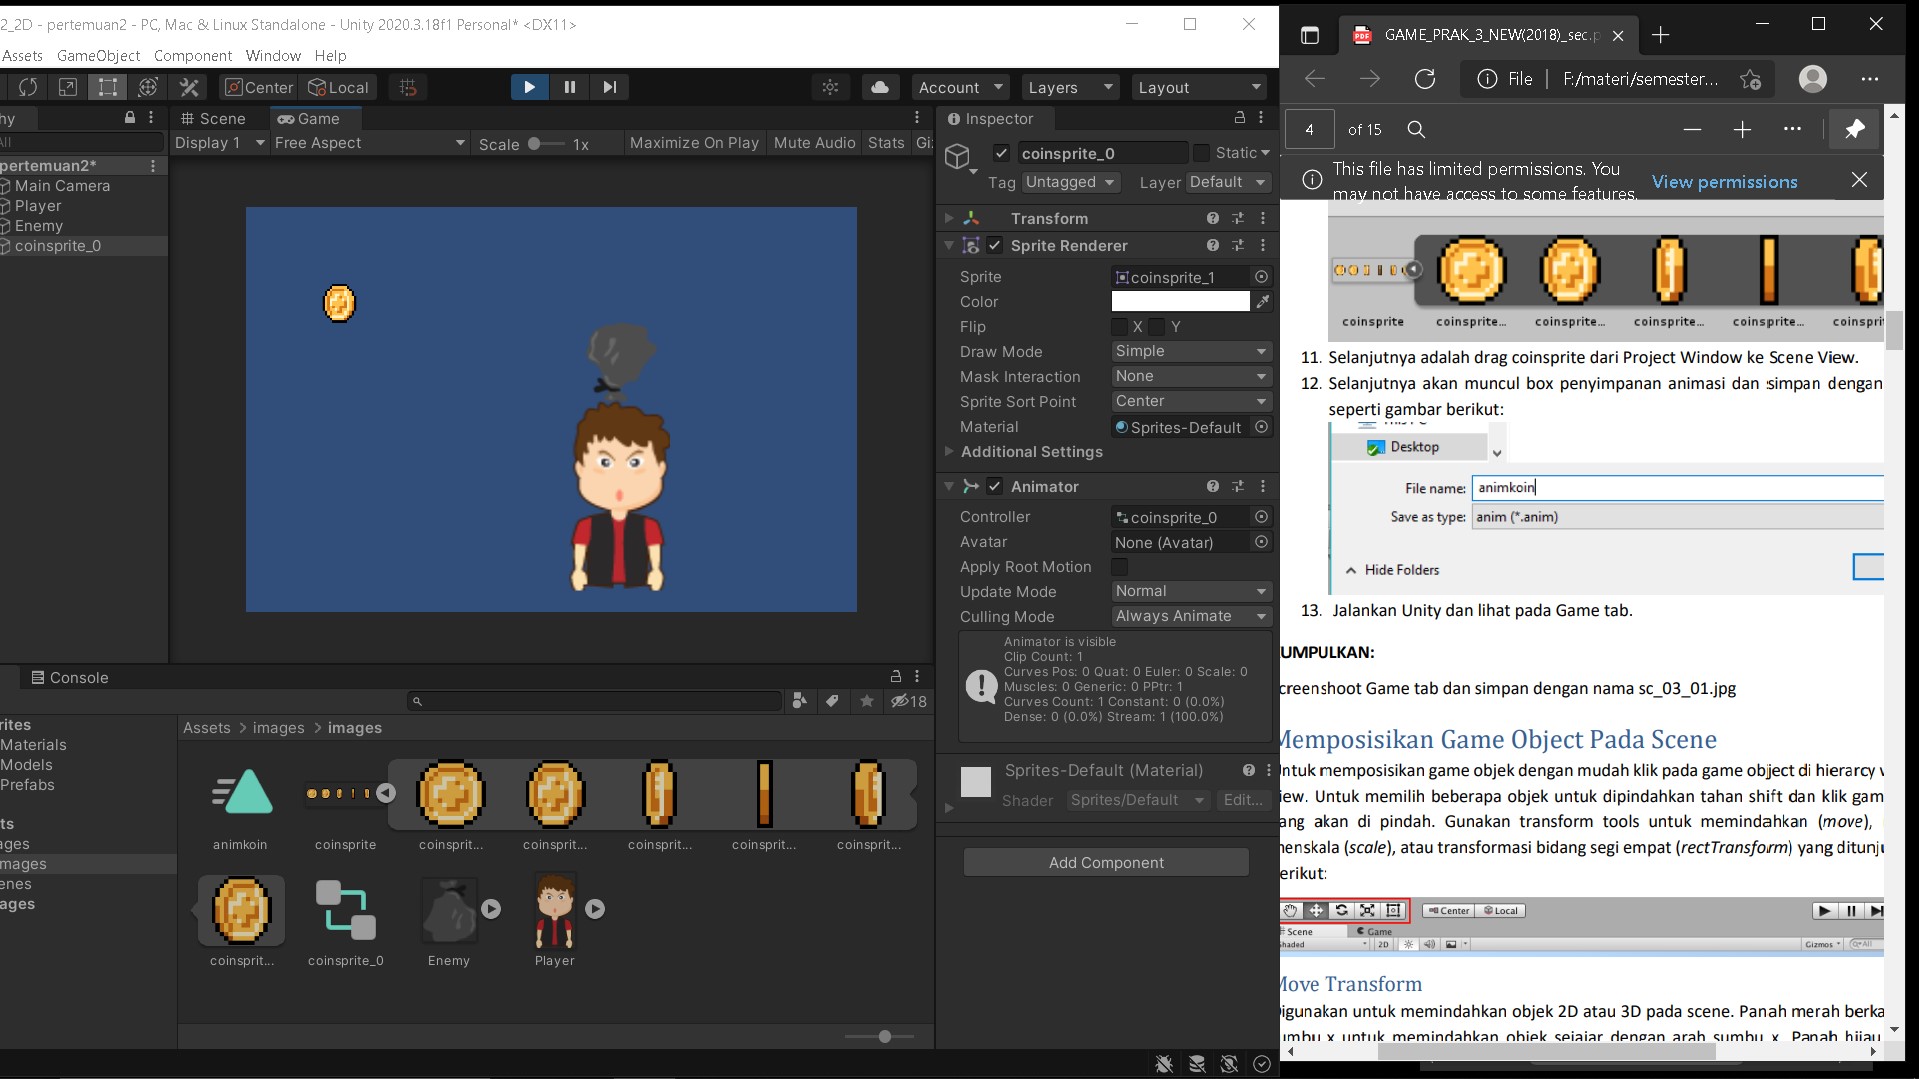 2_2D - pertemuan2 - PC, Mac & Linux Standalone - Unity 2020.3.18f1 Personal* <DX11>
Assets GameObject Component Window Help
Center Local Account Layers Layout
Scene Game
Display 1 Free Aspect Scale 1x Maximize On Play Mute Audio Stats Gi
pertemuan2*
Main Camera
Player
Enemy
coinsprite_0
Inspector
coinsprite_0 Static
Tag Untagged Layer Default
Transform
Sprite Renderer
Sprite coinsprite_1
Color
Flip X Y
Draw Mode Simple
Mask Interaction None
Sprite Sort Point Center
Material Sprites-Default
Additional Settings
Animator
Controller coinsprite_0
Avatar None (Avatar)
Apply Root Motion
Update Mode Normal
Culling Mode Always Animate
Animator is visible
Clip Count: 1
Curves Pos: 0 Quat: 0 Euler: 0 Scale: 0
Muscles: 0 Generic: 0 PPtr: 1
Curves Count: 1 Constant: 0 (0.0%)
Dense: 0 (0.0%) Stream: 1 (100.0%)
Sprites-Default (Material)
Shader Sprites/Default Edit...
Add Component
Console
18
rites
Materials
Models
Prefabs
ts
ages
mages
enes
ages
Assets > images > images
animkoin coinsprite coinsprit... coinsprit... coinsprit... coinsprit... coinsprit...
coinsprit... coinsprite_0 Enemy Player
GAME_PRAK_3_NEW(2018)_sec.p
File F:/materi/semester...
4 of 15
This file has limited permissions. You
may not have access to some features.
View permissions
coinsprite coinsprite... coinsprite... coinsprite... coinsprite... coinspri
11. Selanjutnya adalah drag coinsprite dari Project Window ke Scene View.
12. Selanjutnya akan muncul box penyimpanan animasi dan simpan dengan
seperti gambar berikut:
Desktop
File name: animkoin
Save as type: anim (*.anim)
Hide Folders
13. Jalankan Unity dan lihat pada Game tab.
UMPULKAN:
creenshoot Game tab dan simpan dengan nama sc_03_01.jpg
Memposisikan Game Object Pada Scene
Untuk memposisikan game objek dengan mudah klik pada game object di hierarcy v
iew. Untuk memilih beberapa objek untuk dipindahkan tahan shift dan klik gam
ang akan di pindah. Gunakan transform tools untuk memindahkan (move),
menskala (scale), atau transformasi bidang segi empat (rectTransform) yang ditunju
erikut:
Center Local
Scene Game
haded 2D Gizmos All
Move Transform
Digunakan untuk memindahkan objek 2D atau 3D pada scene. Panah merah berka
sumbu x untuk memindahkan objek sejajar dengan arah sumbu x. Panah hijau